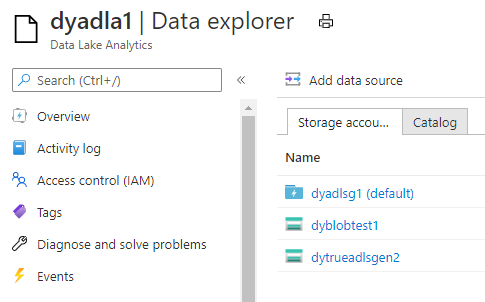 dyadla1 | Data explorer
Data Lake Analytics
Search (Ctrl+/)
«
Overview
Activity log
Access control (IAM)
Tags
Diagnose and solve problems
Events
Add data source
Storage accou... Catalog
Name
dyadlsg1 (default)
dyblobtest1
dytrueadlsgen2